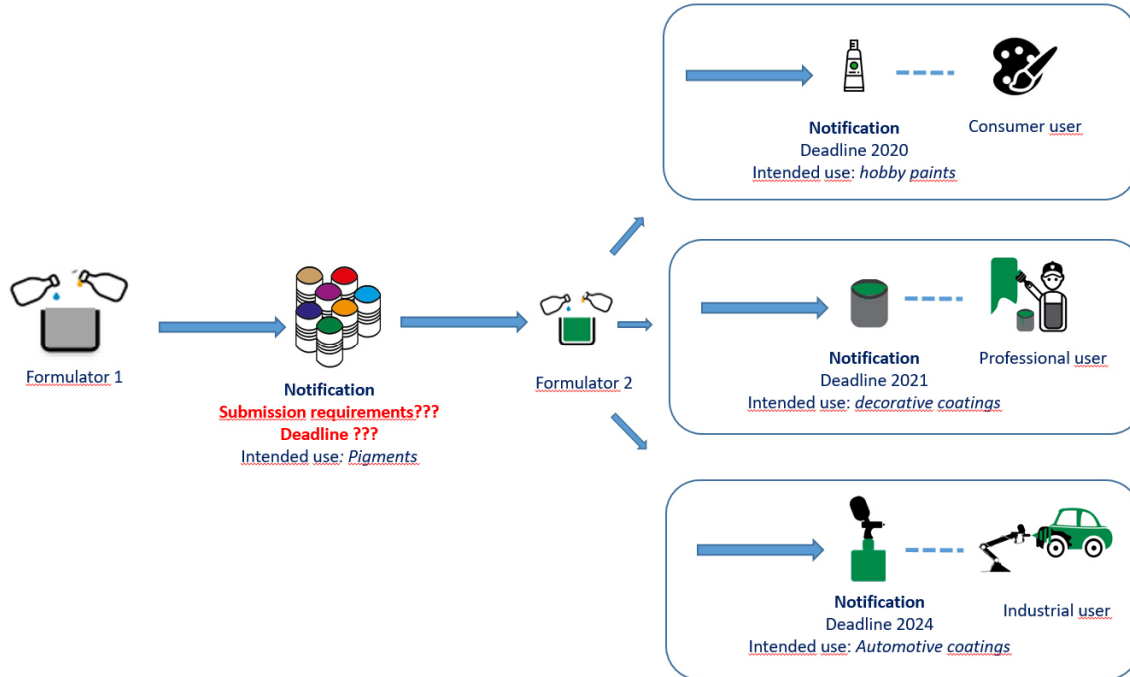 Formulator 1
Notification
Submission requirements???
Deadline ???
Intended use: Pigments
Formulator 2
Notification
Deadline 2020
Intended use: hobby paints
Consumer user
Notification
Deadline 2021
Intended use: decorative coatings
Professional user
Notification
Deadline 2024
Intended use: Automotive coatings
Industrial user